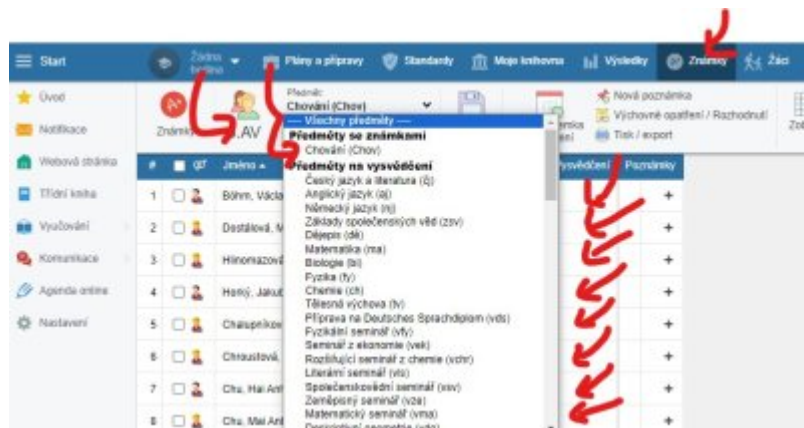 Start
Žádná
hodina
Plány a přípravy
Standardy
Moje knihovna
Výsledky
Známky
Žáci
Úvod
Notifikace
Webová stránka
Třídní kniha
Vyučování
Komunikace
Agenda online
Nastavení
Známky
.AV
Předmět:
Chování (Chov)
Nová poznámka
Výchovné opatření / Rozhodnutí
Tisk / export
--- Všechny předměty ---
Předměty se známkami
Chování (Chov)
Předměty na vysvědčení
Český jazyk a literatura (čj)
Anglický jazyk (aj)
Německý jazyk (nj)
Základy společenských věd (zsv)
Dějepis (dě)
Matematika (ma)
Biologie (bi)
Fyzika (fy)
Chemie (ch)
Tělesná výchova (tv)
Příprava na Deutsches Sprachdiplom (vds)
Fyzikální seminář (vfy)
Seminář z ekonomie (vek)
Rozšiřující seminář z chemie (vchr)
Literární seminář (vls)
Společenskovědní seminář (vsv)
Zeměpisný seminář (vze)
Matematický seminář (vma)
Deskriptivní geometrie (vdg)
# Jméno
Vysvědčení Poznámky
1 Böhm, Václa
+
2 Dostálová, M
+
3
+
4 Horký, Jakub
+
5 Chalupníkov
+
6 Chroustová,
+
7 Chu, Hai Anh
+
8 Chu, Mai Anh
+